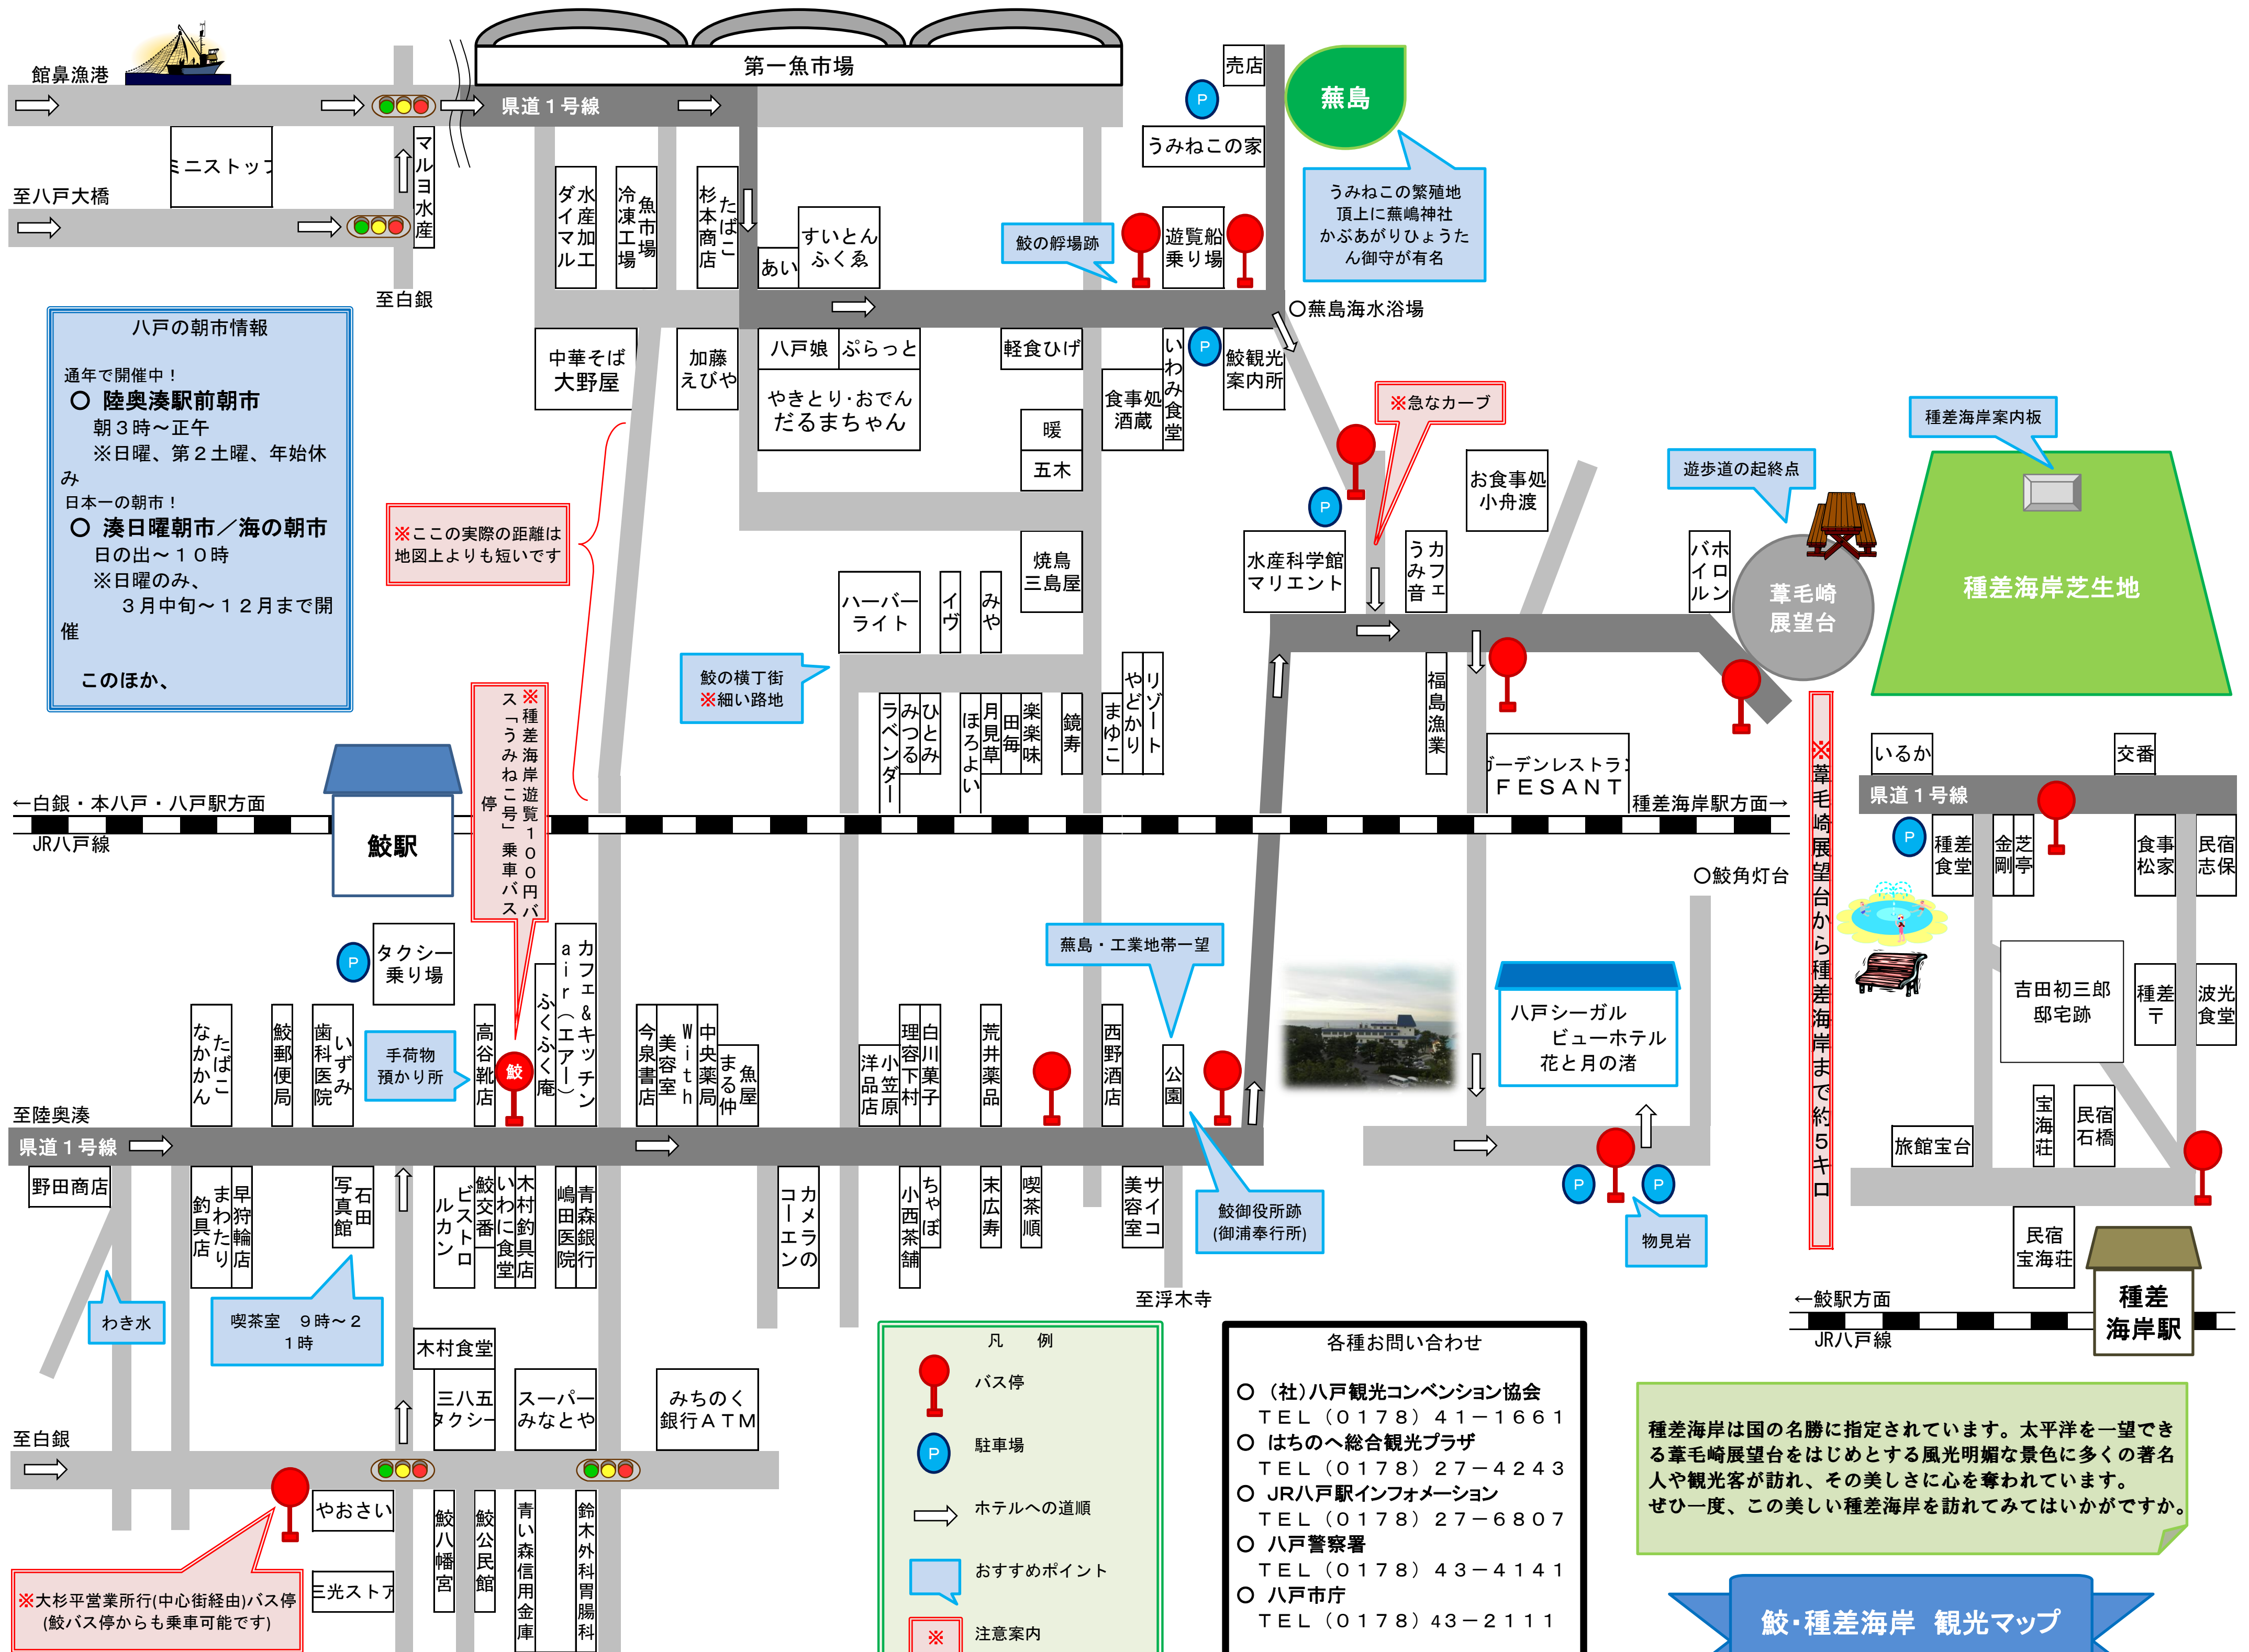 館鼻漁港
県道１号線
第一魚市場
売店
P
蕪島
うみねこの家
ミニストップ
マルヨ水産
至八戸大橋
至白銀
水産加工
ダイマル
魚市場
冷凍工場
たばこ
杉本商店
あい
すいとん
ふくゑ
鮫の艀場跡
遊覧船
乗り場
うみねこの繁殖地
頂上に蕪嶋神社
かぶあがりひょうた
ん御守が有名
○蕪島海水浴場
八戸の朝市情報
通年で開催中！
○ 陸奥湊駅前朝市
朝３時～正午
※日曜、第２土曜、年始休
み
日本一の朝市！
○ 湊日曜朝市／海の朝市
日の出～１０時
※日曜のみ、
３月中旬～１２月まで開
催
このほか、
中華そば
大野屋
加藤
えびや
八戸娘
ぷらっと
やきとり・おでん
だるまちゃん
軽食ひげ
暖
五木
食事処
酒蔵
いわみ食堂
P
鮫観光
案内所
※急なカーブ
※ここの実際の距離は
地図上よりも短いです
焼鳥
三島屋
ハーバー
ライト
イヴ
みや
鮫の横丁街
※細い路地
ラベンダー
みつる
ひとみ
ほろよい
月見草
田毎
楽楽味
鏡寿
まゆこ
やどかり
リゾート
P
水産科学館
マリエント
カフェ
うみ音
お食事処
小舟渡
福島漁業
ガーデンレストラン
ＦＥＳＡＮＴ
ホロン
バイル
遊歩道の起終点
葦毛崎
展望台
種差海岸案内板
種差海岸芝生地
※種差海岸遊覧１００円バ
ス「うみねこ号」乗車バス
停
←白銀・本八戸・八戸駅方面
JR八戸線
鮫駅
種差海岸駅方面→
○鮫角灯台
※葦毛崎展望台から種差海岸まで約５キロ
いるか
交番
県道１号線
P
種差
食堂
金剛
芝亭
食事
松家
民宿
志保
吉田初三郎
邸宅跡
種差
〒
波光
食堂
旅館宝台
宝海荘
民宿
石橋
民宿
宝海荘
←鮫駅方面
JR八戸線
種差
海岸駅
P
タクシー
乗り場
たばこ
なかかん
鮫郵便局
いずみ
歯科医院
手荷物
預かり所
高谷靴店
鮫
ふくふく庵
カフェ&キッチン
ａｉｒ（エアー）
今泉書店
美容室
Ｗｉｔｈ
中央薬局
魚屋
まる仲
小笠原
洋品店
理容下村
白川菓子
荒井薬品
西野酒店
公園
蕪島・工業地帯一望
八戸シーガル
ビューホテル
花と月の渚
至陸奥湊
県道１号線
野田商店
わき水
まわたり
釣具店
早狩輪店
石田
写真館
喫茶室　９時～２
１時
ビストロ
ルカン
鮫交番
いわに食堂
木村釣具店
嶋田医院
青森銀行
カメラの
コーエン
小西茶舗
ちゃぼ
末広寿
喫茶順
サイコ
美容室
至浮木寺
鮫御役所跡
(御浦奉行所)
P
P
物見岩
木村食堂
三八五
タクシー
スーパー
みなとや
みちのく
銀行ＡＴＭ
至白銀
やおさい
三光ストア
鮫八幡宮
鮫公民館
青い森信用金庫
鈴木外科胃腸科
※大杉平営業所行(中心街経由)バス停
(鮫バス停からも乗車可能です)
凡　例
バス停
P
駐車場
ホテルへの道順
おすすめポイント
※
注意案内
各種お問い合わせ
○ （社）八戸観光コンベンション協会
ＴＥＬ（０１７８）４１－１６６１
○ はちのへ総合観光プラザ
ＴＥＬ（０１７８）２７－４２４３
○ JR八戸駅インフォメーション
ＴＥＬ（０１７８）２７－６８０７
○ 八戸警察署
ＴＥＬ（０１７８）４３－４１４１
○ 八戸市庁
ＴＥＬ（０１７８）43－２１１１
種差海岸は国の名勝に指定されています。太平洋を一望でき
る葦毛崎展望台をはじめとする風光明媚な景色に多くの著名
人や観光客が訪れ、その美しさに心を奪われています。
ぜひ一度、この美しい種差海岸を訪れてみてはいかがですか。
鮫・種差海岸　観光マップ